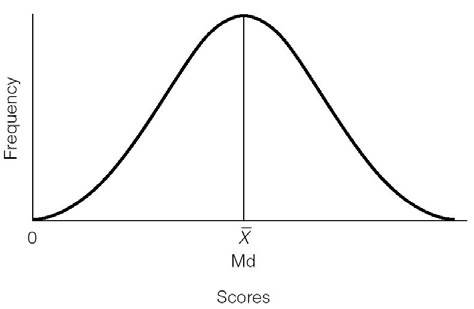 Frequency
0
X̅
Md
Scores